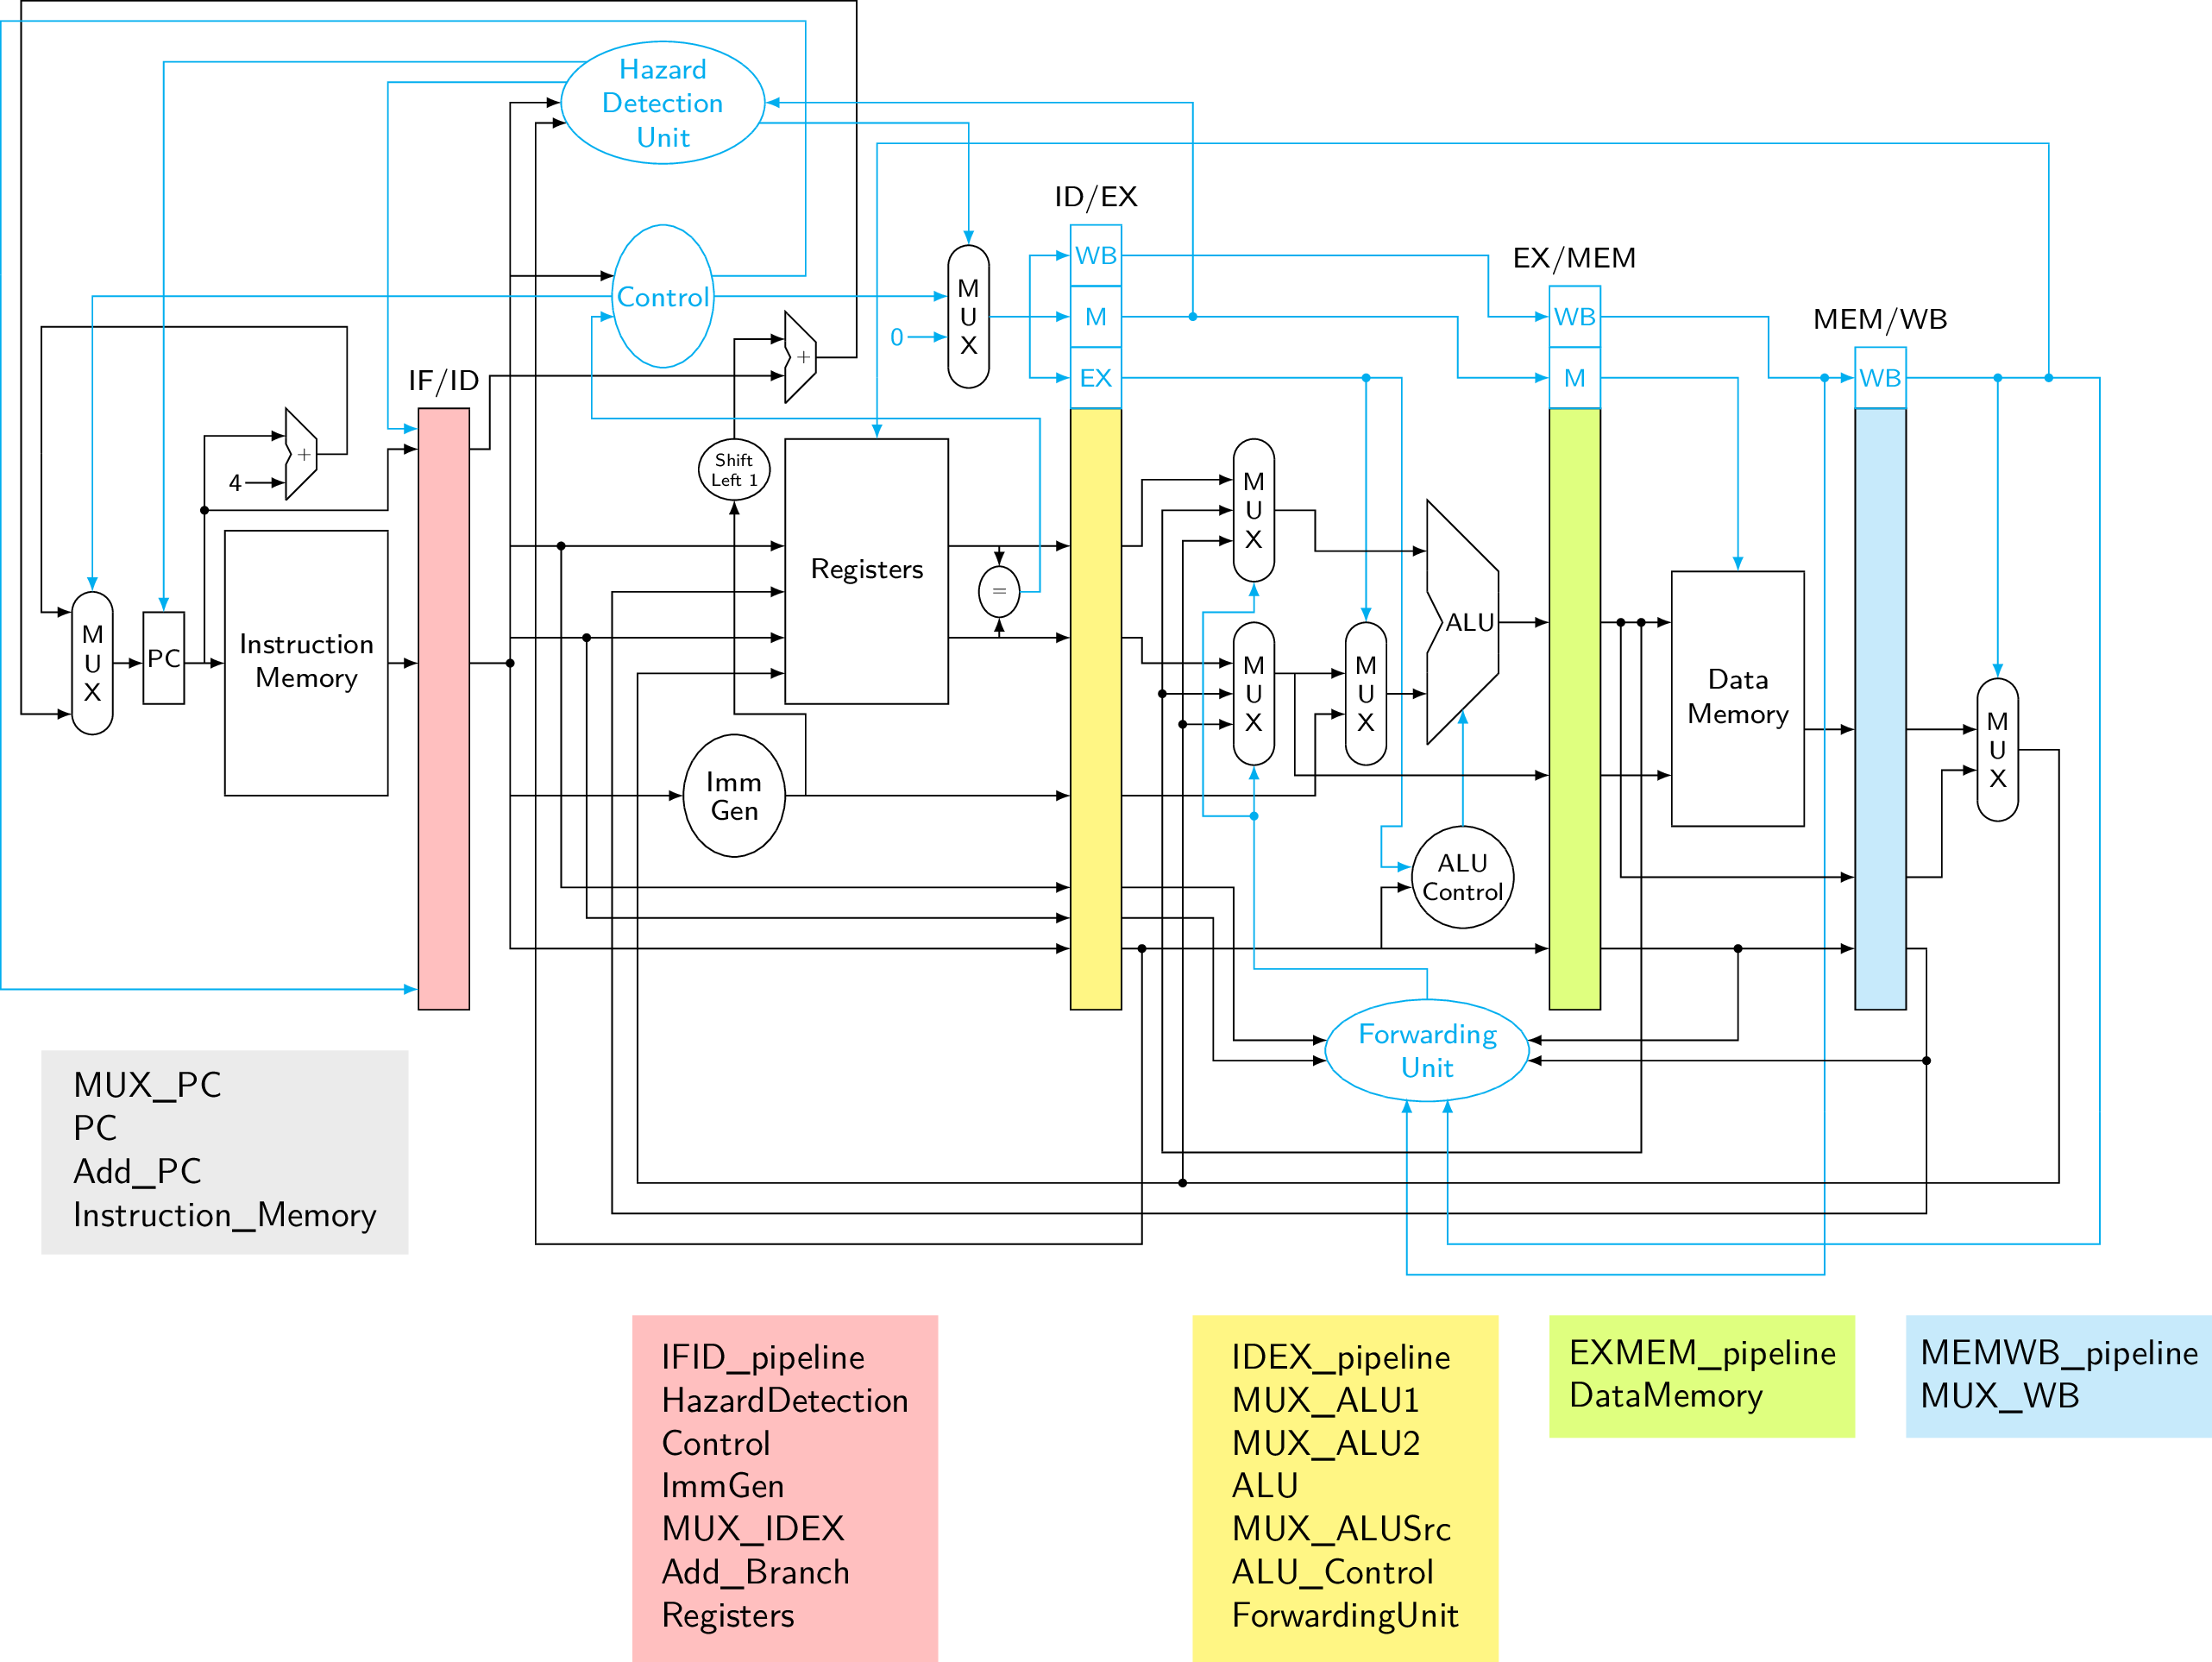 Hazard
Detection
Unit
ID/EX
WB
M
EX
EX/MEM
WB
M
MEM/WB
WB
Control
0
M
U
X
+
IF/ID
+
4
Shift
Left 1
Registers
=
M
U
X
PC
Instruction
Memory
M
U
X
M
U
X
M
U
X
ALU
Data
Memory
M
U
X
Imm
Gen
ALU
Control
Forwarding
Unit
MUX_PC
PC
Add_PC
Instruction_Memory
IFID_pipeline
HazardDetection
Control
ImmGen
MUX_IDEX
Add_Branch
Registers
IDEX_pipeline
MUX_ALU1
MUX_ALU2
ALU
MUX_ALUSrc
ALU_Control
ForwardingUnit
EXMEM_pipeline
DataMemory
MEMWB_pipeline
MUX_WB